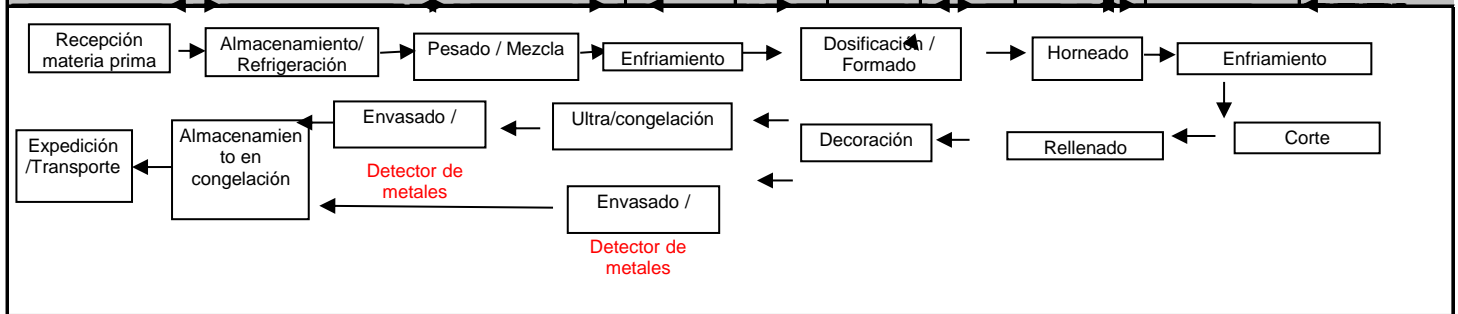 Recepción
materia prima
Almacenamiento/
Refrigeración
Pesado / Mezcla
Enfriamiento
Dosificación /
Formado
Horneado
Enfriamiento
Corte
Rellenado
Decoración
Ultra/congelación
Envasado /
Detector de
metales
Envasado /
Detector de
metales
Almacenamien
to en
congelación
Expedición
/Transporte